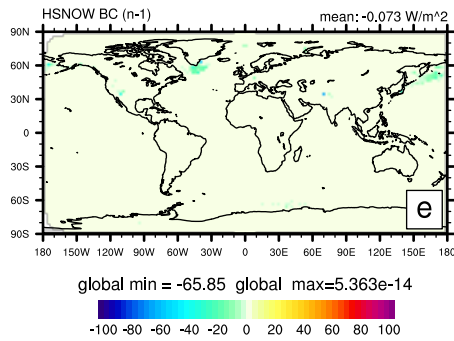 HSNOW BC (n-1) mean: -0.073 W/m^2
90N
60N
30N
0
30S
60S
90S
180 150W 120W 90W 60W 30W 0 30E 60E 90E 120E 150E 180
e
global min = -65.85 global max=5.363e-14
-100 -80 -60 -40 -20 0 20 40 60 80 100